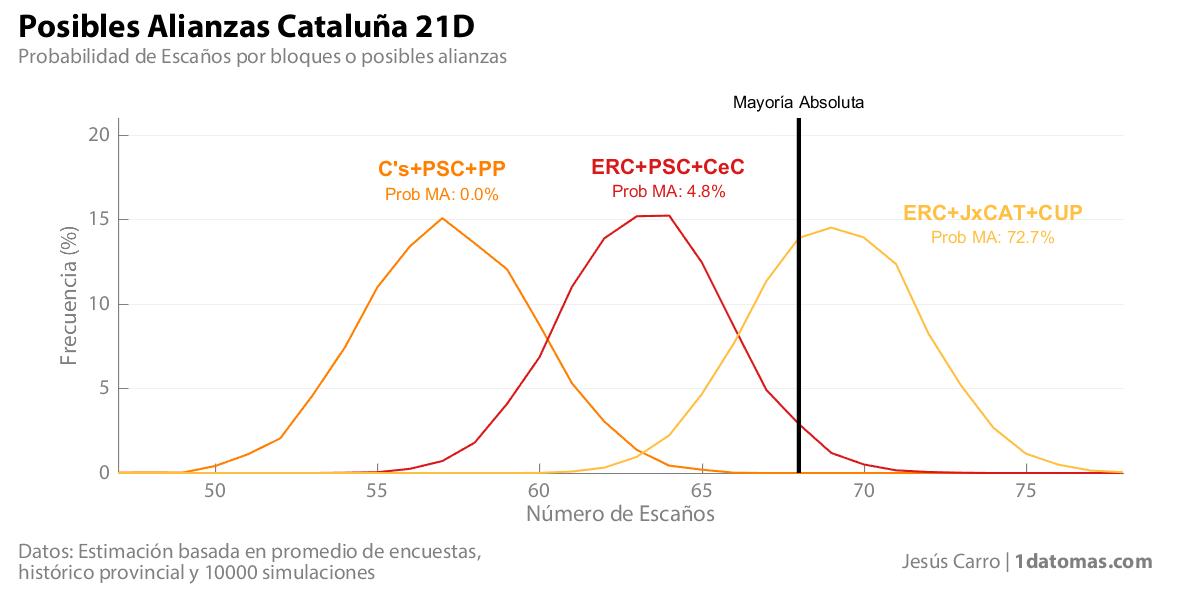 Posibles Alianzas Cataluña 21D
Probabilidad de Escaños por bloques o posibles alianzas
Mayoría Absoluta
20
15
10
5
0
Frecuencia (%)
C's+PSC+PP
Prob MA: 0.0%
ERC+PSC+CeC
Prob MA: 4.8%
ERC+JxCAT+CUP
Prob MA: 72.7%
50 55 60 65 70 75
Número de Escaños
Datos: Estimación basada en promedio de encuestas,
histórico provincial y 10000 simulaciones
Jesús Carro | 1datomas.com